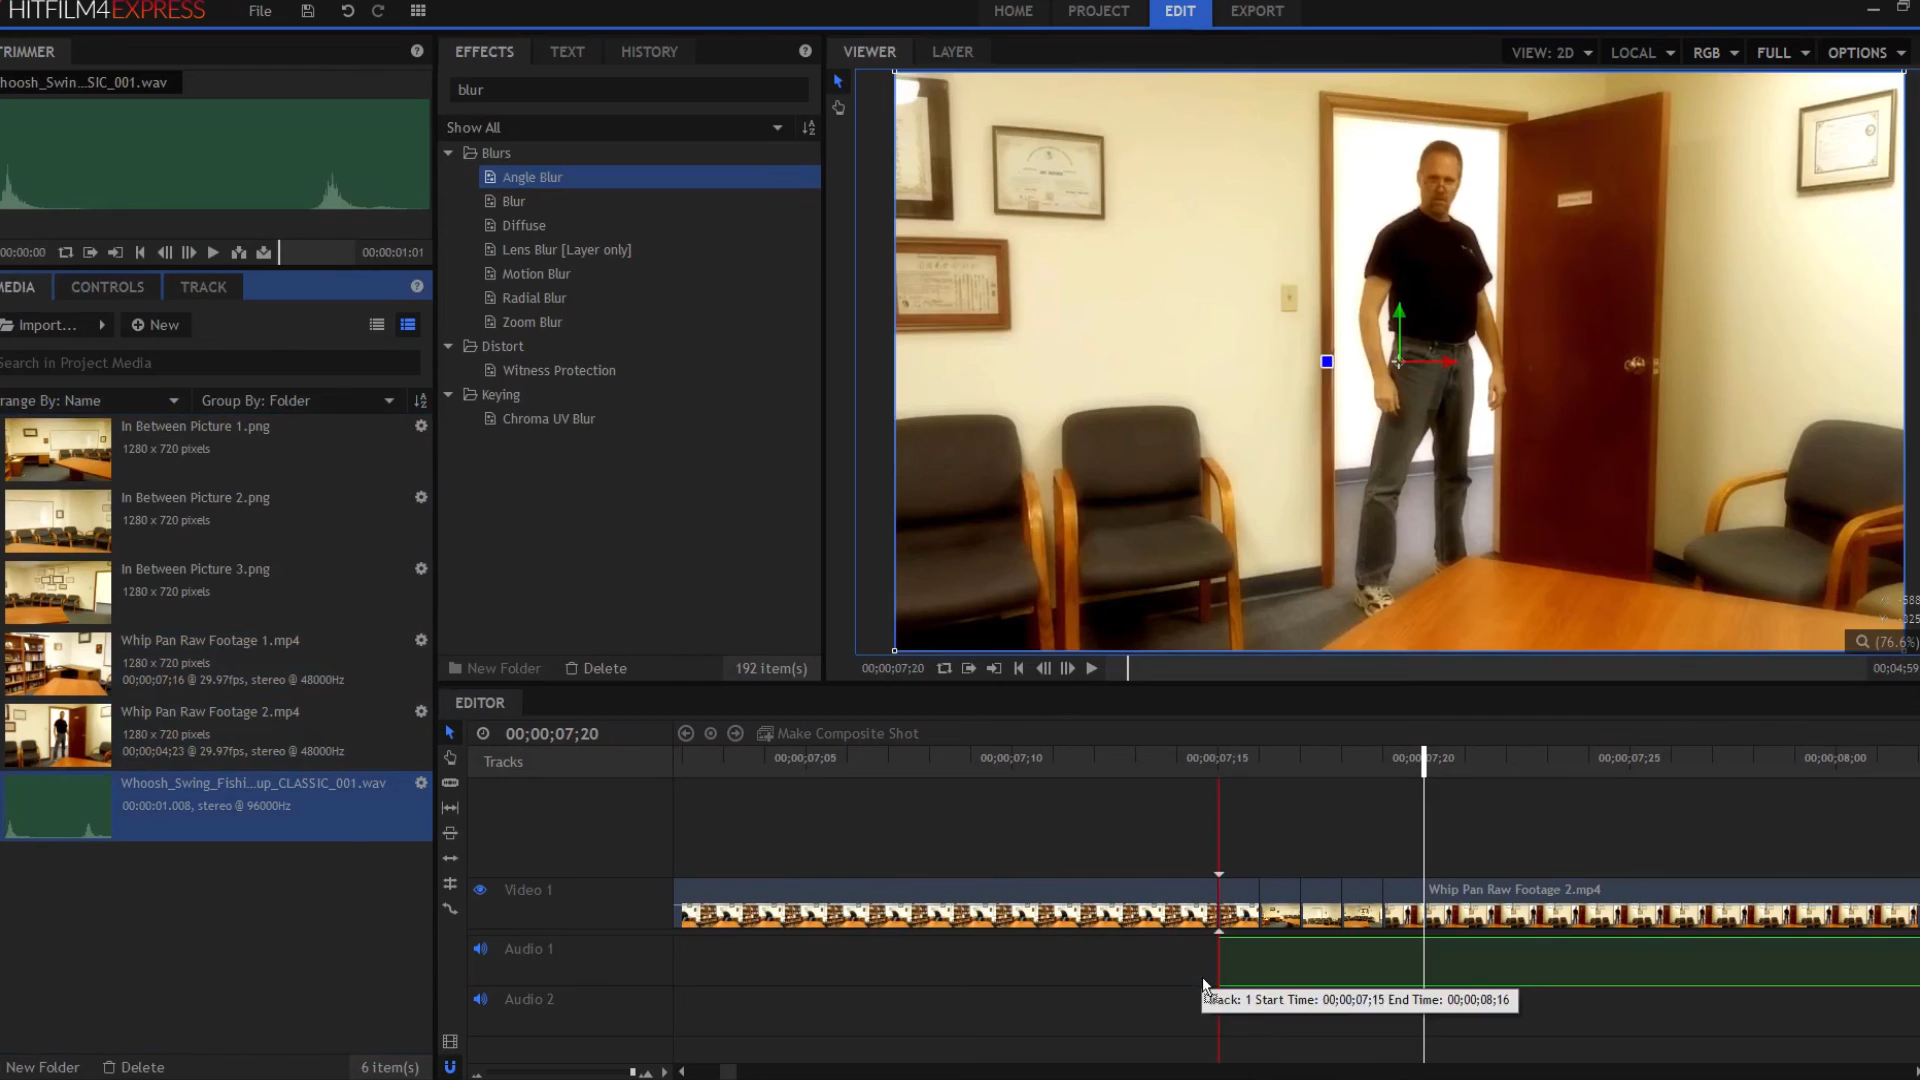 HITFILM4EXPRESS
File
HOME
PROJECT
EDIT
EXPORT
TRIMMER
hoosh_Swin...SIC_001.wav
00:00:00
00:00:01:01
MEDIA
CONTROLS
TRACK
Import...
New
Search in Project Media
range By: Name
Group By: Folder
In Between Picture 1.png
1280 x 720 pixels
In Between Picture 2.png
1280 x 720 pixels
In Between Picture 3.png
1280 x 720 pixels
Whip Pan Raw Footage 1.mp4
1280 x 720 pixels
00;00;07;16 @ 29.97fps, stereo @ 48000Hz
Whip Pan Raw Footage 2.mp4
1280 x 720 pixels
00;00;04;23 @ 29.97fps, stereo @ 48000Hz
Whoosh_Swing_Fishi...up_CLASSIC_001.wav
00:00:01.008, stereo @ 96000Hz
New Folder
Delete
6 item(s)
EFFECTS
TEXT
HISTORY
blur
Show All
Blurs
Angle Blur
Blur
Diffuse
Lens Blur [Layer only]
Motion Blur
Radial Blur
Zoom Blur
Distort
Witness Protection
Keying
Chroma UV Blur
New Folder
Delete
192 item(s)
VIEWER
LAYER
VIEW: 2D
LOCAL
RGB
FULL
OPTIONS
(76.6%)
00;00;07;20
00;04;59
EDITOR
00;00;07;20
Make Composite Shot
Tracks
00;00;07;05
00;00;07;10
00;00;07;15
00;00;07;20
00;00;07;25
00;00;08;00
Video 1
Whip Pan Raw Footage 2.mp4
Audio 1
Audio 2
Track: 1 Start Time: 00;00;07;15 End Time: 00;00;08;16